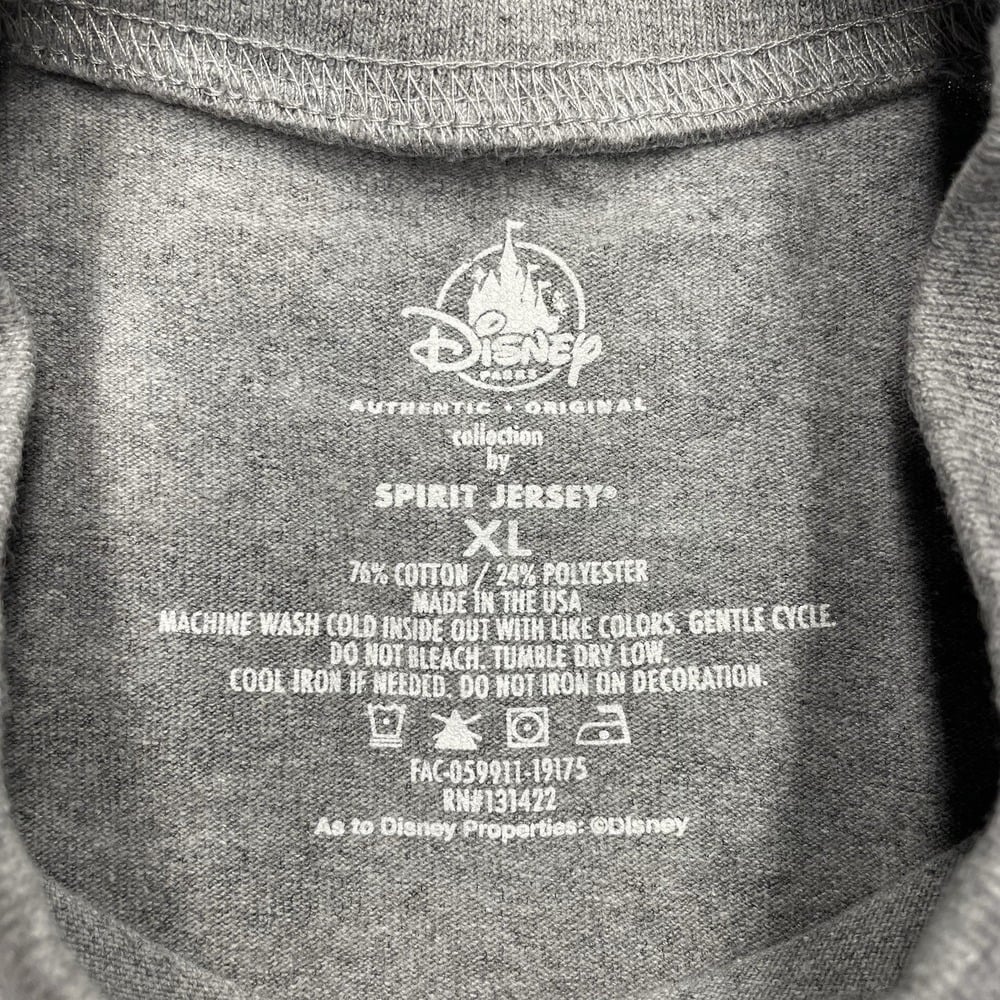 Disney
PARKS
AUTHENTIC • ORIGINAL
collection
by
SPIRIT JERSEY®
XL
76% COTTON / 24% POLYESTER
MADE IN THE USA
MACHINE WASH COLD INSIDE OUT WITH LIKE COLORS. GENTLE CYCLE.
DO NOT BLEACH. TUMBLE DRY LOW.
COOL IRON IF NEEDED. DO NOT IRON ON DECORATION.
FAC-059911-19175
RN#131422
As to Disney Properties: ©Disney